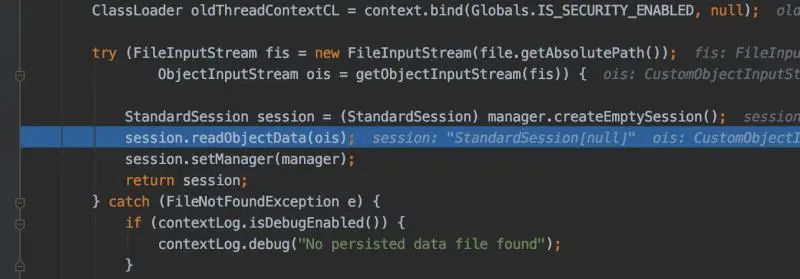 ClassLoader oldThreadContextCL = context.bind(Globals.IS_SECURITY_ENABLED, null); old
try (FileInputStream fis = new FileInputStream(file.getAbsolutePath()); fis: FileInpu
ObjectInputStream ois = getObjectInputStream(fis)) { ois: CustomObjectInputSt
StandardSession session = (StandardSession) manager.createEmptySession(); session
session.readObjectData(ois); session: "StandardSession[null]" ois: CustomObjectI
session.setManager(manager);
return session;
} catch (FileNotFoundException e) {
if (contextLog.isDebugEnabled()) {
contextLog.debug("No persisted data file found");
}